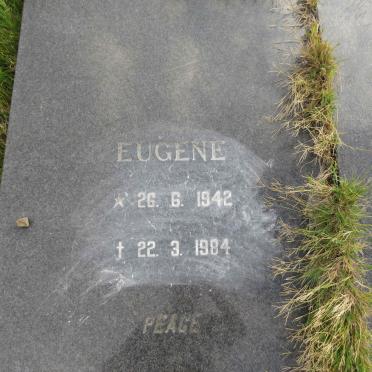 EUGENE
☆ 26. 6. 1942
† 22. 3. 1984
PEACE